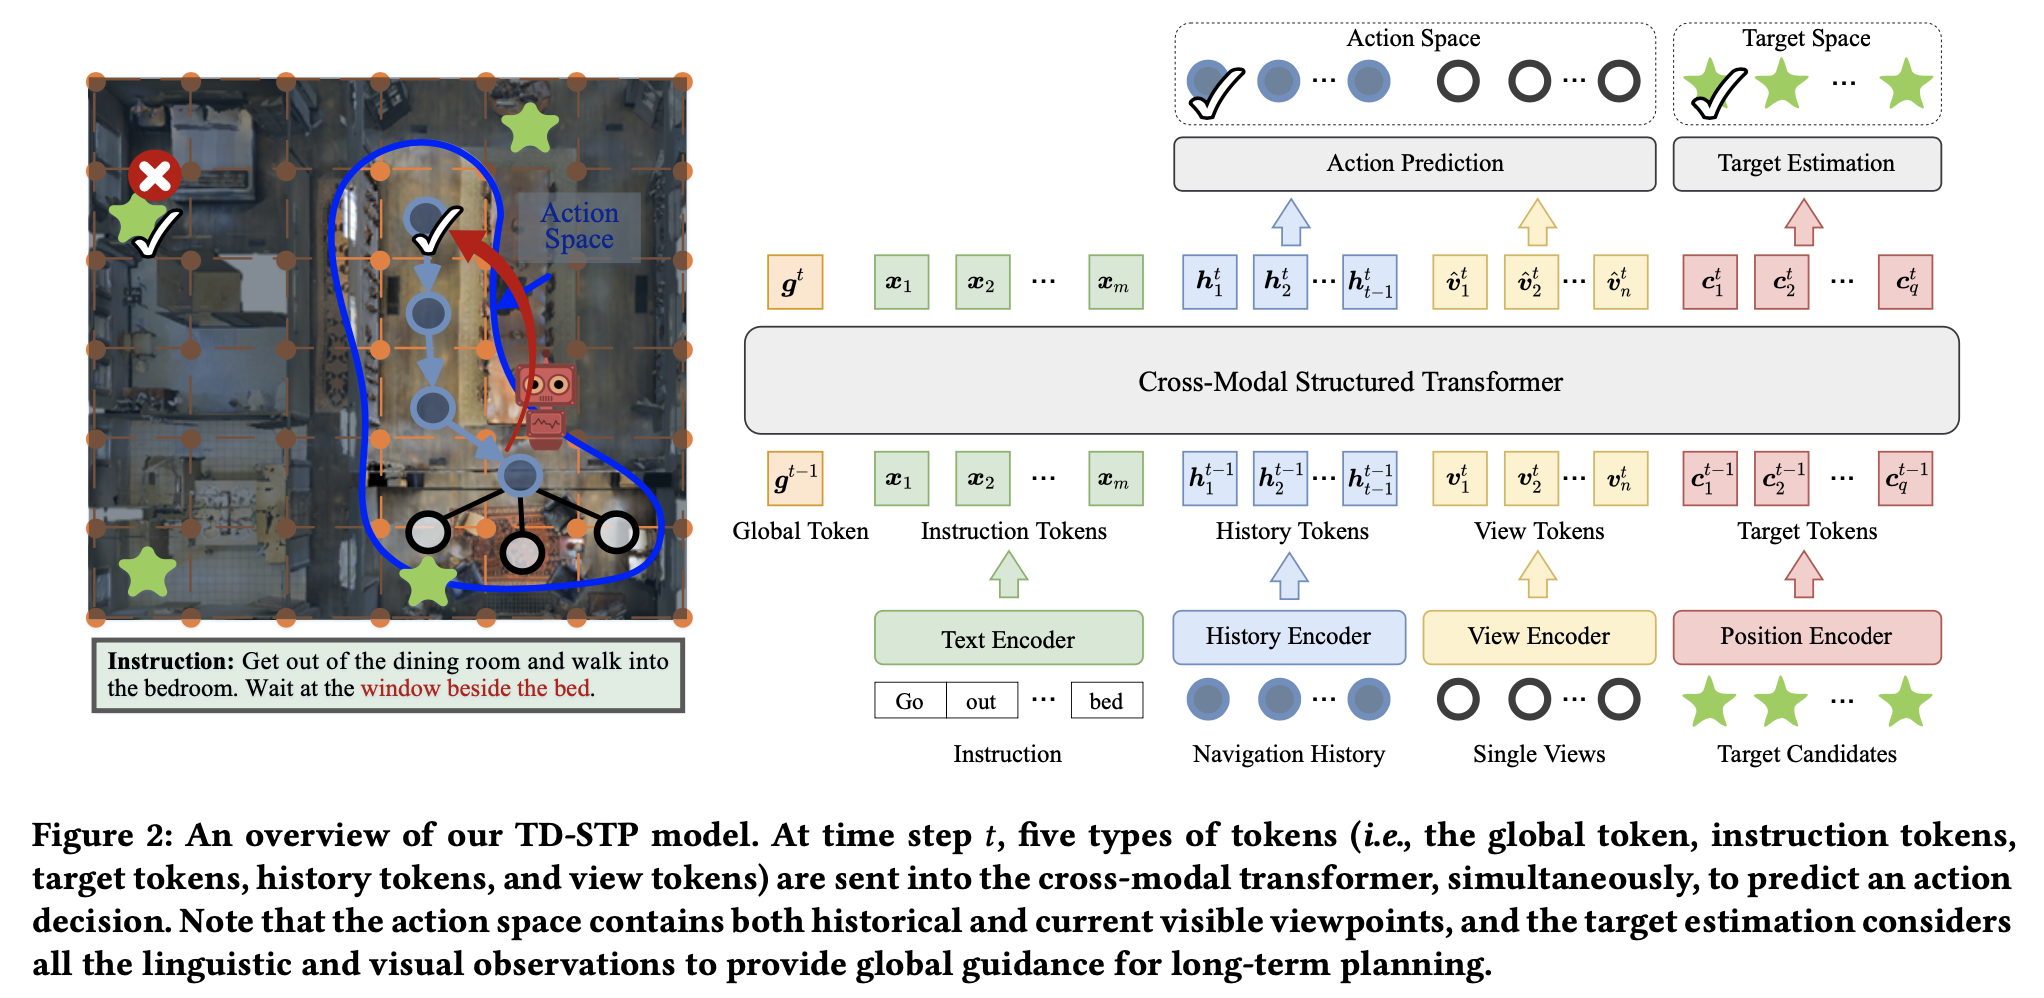 Action Space
Target Space
Action Prediction
Target Estimation
Action
Space
g^t
x_1 x_2 ... x_m
h_1^t h_2^t ... h_{t-1}^t
v̂_1^t v̂_2^t ... v̂_n^t
c_1^t c_2^t ... c_q^t
Cross-Modal Structured Transformer
g^{t-1}
x_1 x_2 ... x_m
h_1^{t-1} h_2^{t-1} ... h_{t-1}^{t-1}
v_1^t v_2^t ... v_n^t
c_1^{t-1} c_2^{t-1} ... c_q^{t-1}
Global Token
Instruction Tokens
History Tokens
View Tokens
Target Tokens
Text Encoder
History Encoder
View Encoder
Position Encoder
Go out ... bed
Instruction
Navigation History
Single Views
Target Candidates
Instruction: Get out of the dining room and walk into
the bedroom. Wait at the window beside the bed.
Figure 2: An overview of our TD-STP model. At time step t, five types of tokens (i.e., the global token, instruction tokens,
target tokens, history tokens, and view tokens) are sent into the cross-modal transformer, simultaneously, to predict an action
decision. Note that the action space contains both historical and current visible viewpoints, and the target estimation considers
all the linguistic and visual observations to provide global guidance for long-term planning.